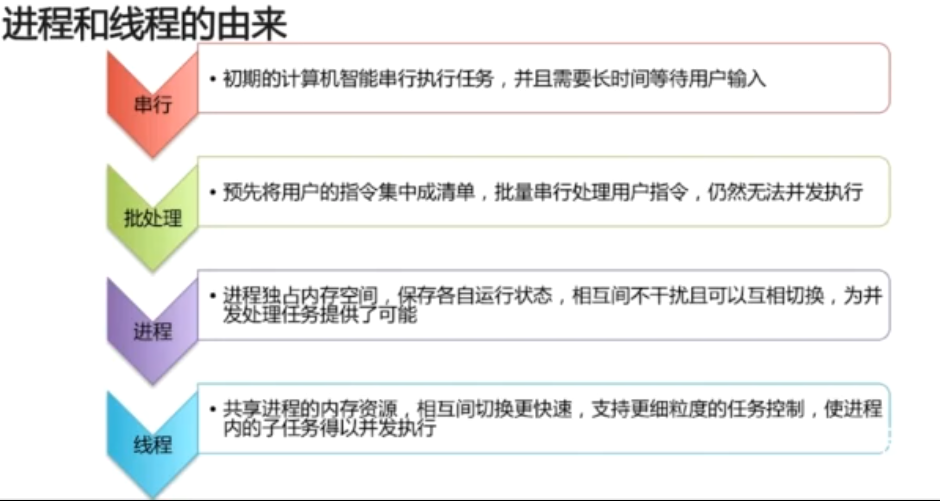 进程和线程的由来
串行
• 初期的计算机智能串行执行任务，并且需要长时间等待用户输入
批处理
• 预先将用户的指令集中成清单，批量串行处理用户指令，仍然无法并发执行
进程
• 进程独占内存空间，保存各自运行状态，相互间不干扰且可以互相切换，为并
发处理任务提供了可能
线程
• 共享进程的内存资源，相互间切换更快速，支持更细粒度的任务控制，使进程
内的子任务得以并发执行